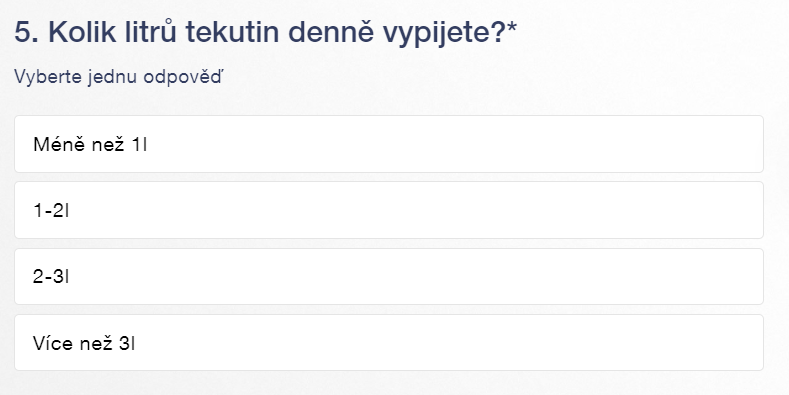 5. Kolik litrů tekutin denně vypijete?*
Vyberte jednu odpověď
Méně než 1l
1-2l
2-3l
Více než 3l